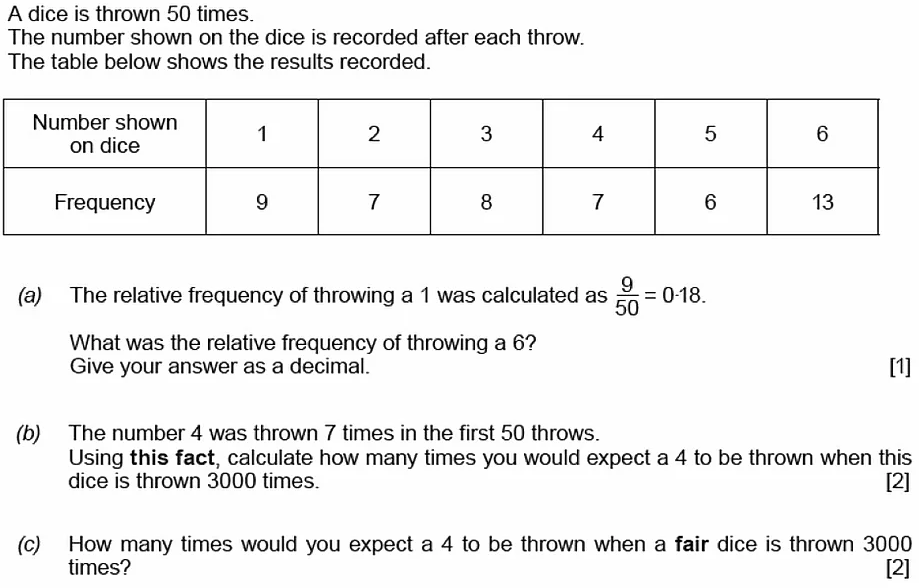 A dice is thrown 50 times.
The number shown on the dice is recorded after each throw.
The table below shows the results recorded.
Number shown on dice 1 2 3 4 5 6
Frequency 9 7 8 7 6 13
(a) The relative frequency of throwing a 1 was calculated as 9/50 = 0·18.
What was the relative frequency of throwing a 6?
Give your answer as a decimal. [1]
(b) The number 4 was thrown 7 times in the first 50 throws.
Using this fact, calculate how many times you would expect a 4 to be thrown when this
dice is thrown 3000 times. [2]
(c) How many times would you expect a 4 to be thrown when a fair dice is thrown 3000
times? [2]